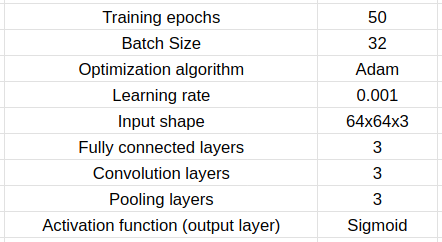 Training epochs 50
Batch Size 32
Optimization algorithm Adam
Learning rate 0.001
Input shape 64x64x3
Fully connected layers 3
Convolution layers 3
Pooling layers 3
Activation function (output layer) Sigmoid